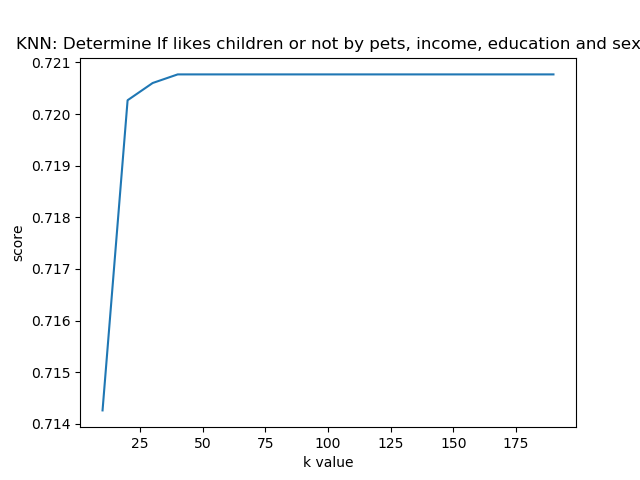 KNN: Determine If likes children or not by pets, income, education and sex
0.721
0.720
0.719
0.718
0.717
0.716
0.715
0.714
score
25 50 75 100 125 150 175
k value